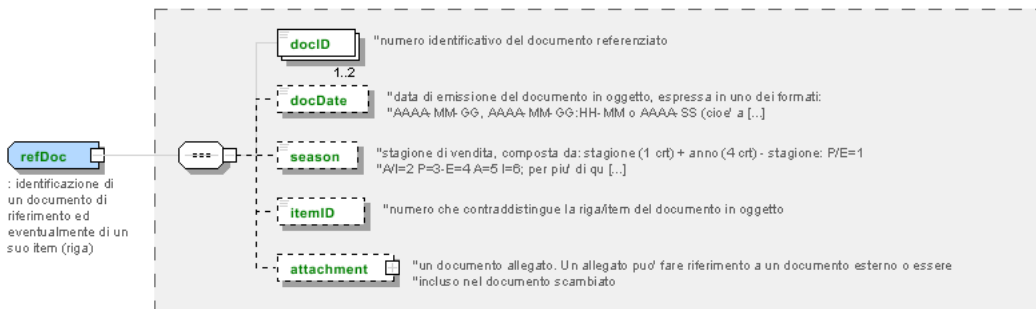 docID
"numero identificativo del documento referenziato
1..2
docDate
"data di emissione del documento in oggetto, espressa in uno dei formati:
"AAAA-MM-GG, AAAA-MM-GG:HH-MM o AAAA-SS (cioe' a [...]
refDoc
: identificazione di
un documento di
riferimento ed
eventualmente di un
suo item (riga)
season
"stagione di vendita, composta da: stagione (1 crt) + anno (4 crt) - stagione: P/E=1
"A/I=2 P=3-E=4 A=5 I=6; per piu' di qu [...]
itemID
"numero che contraddistingue la riga/item del documento in oggetto
attachment
"un documento allegato. Un allegato puo' fare riferimento a un documento esterno o essere
"incluso nel documento scambiato